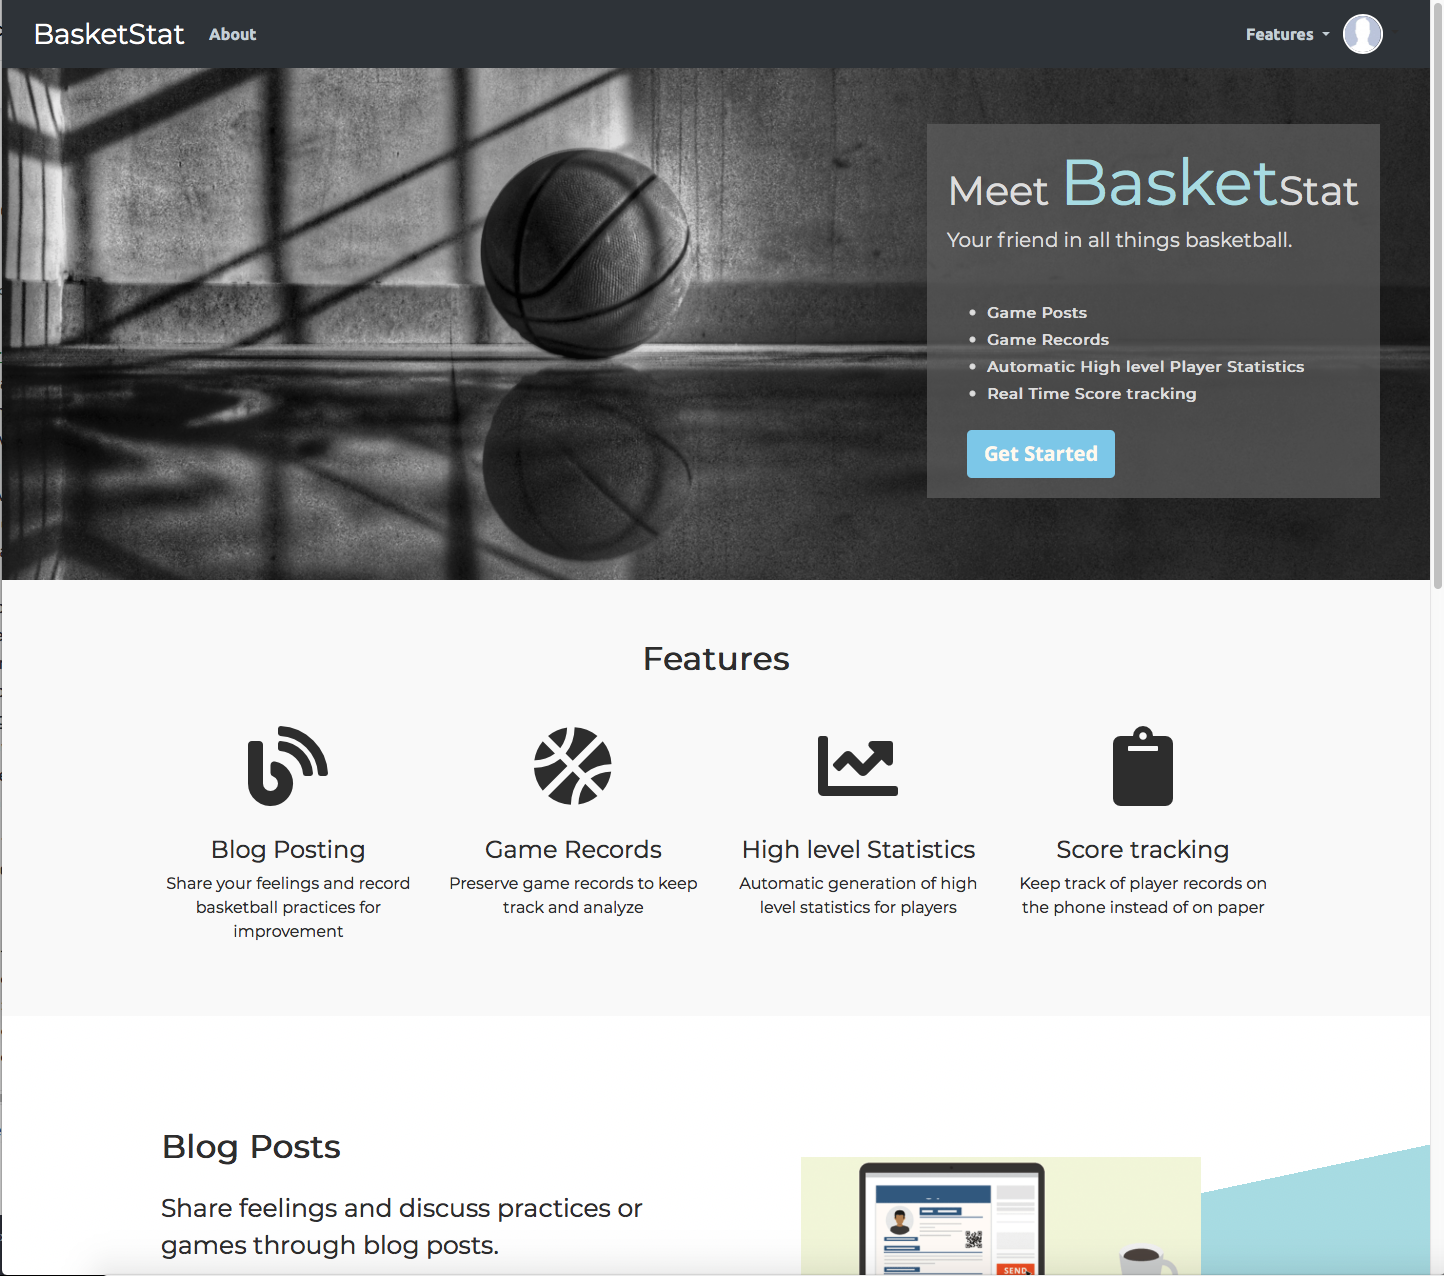 BasketStat About Features
Meet BasketStat
Your friend in all things basketball.
Game Posts
Game Records
Automatic High level Player Statistics
Real Time Score tracking
Get Started
Features
Blog Posting
Share your feelings and record
basketball practices for
improvement
Game Records
Preserve game records to keep
track and analyze
High level Statistics
Automatic generation of high
level statistics for players
Score tracking
Keep track of player records on
the phone instead of on paper
Blog Posts
Share feelings and discuss practices or
games through blog posts.
SEND